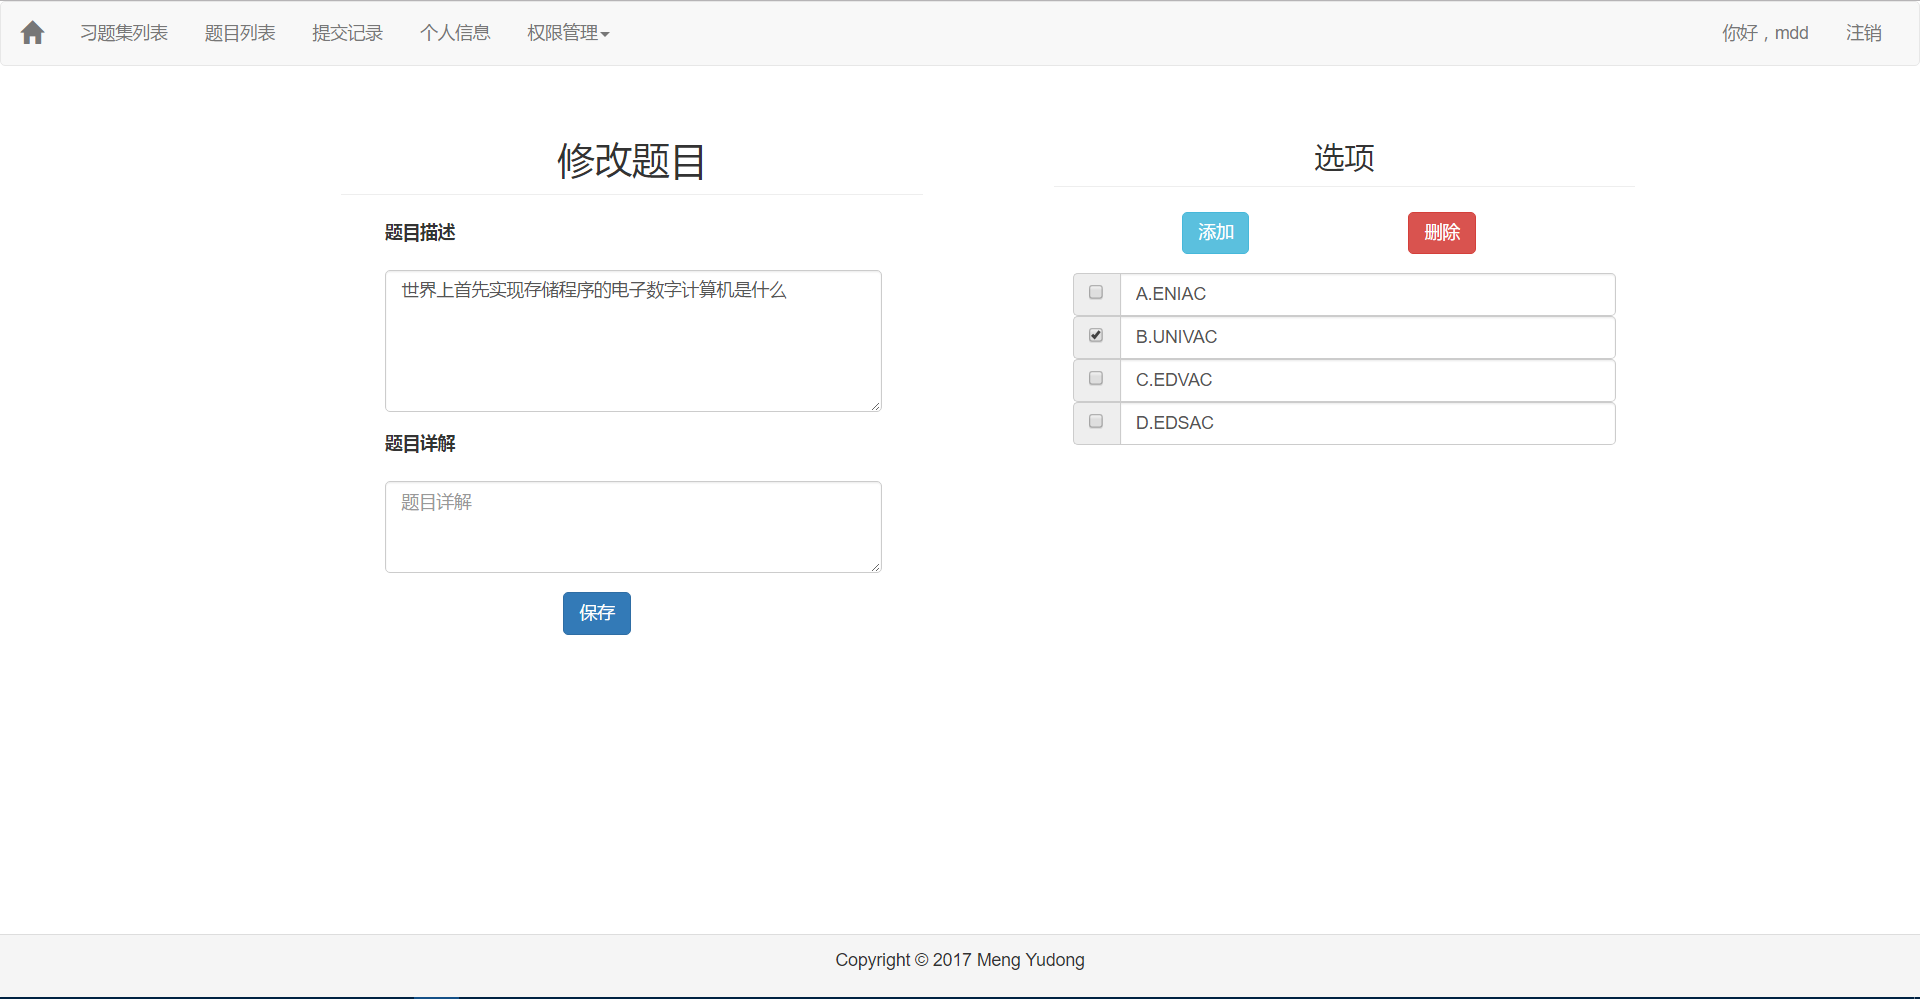 习题集列表 题目列表 提交记录 个人信息 权限管理 你好，mdd 注销
修改题目
题目描述
世界上首先实现存储程序的电子数字计算机是什么
题目详解
题目详解
保存
选项
添加 删除
A.ENIAC
B.UNIVAC
C.EDVAC
D.EDSAC
Copyright © 2017 Meng Yudong